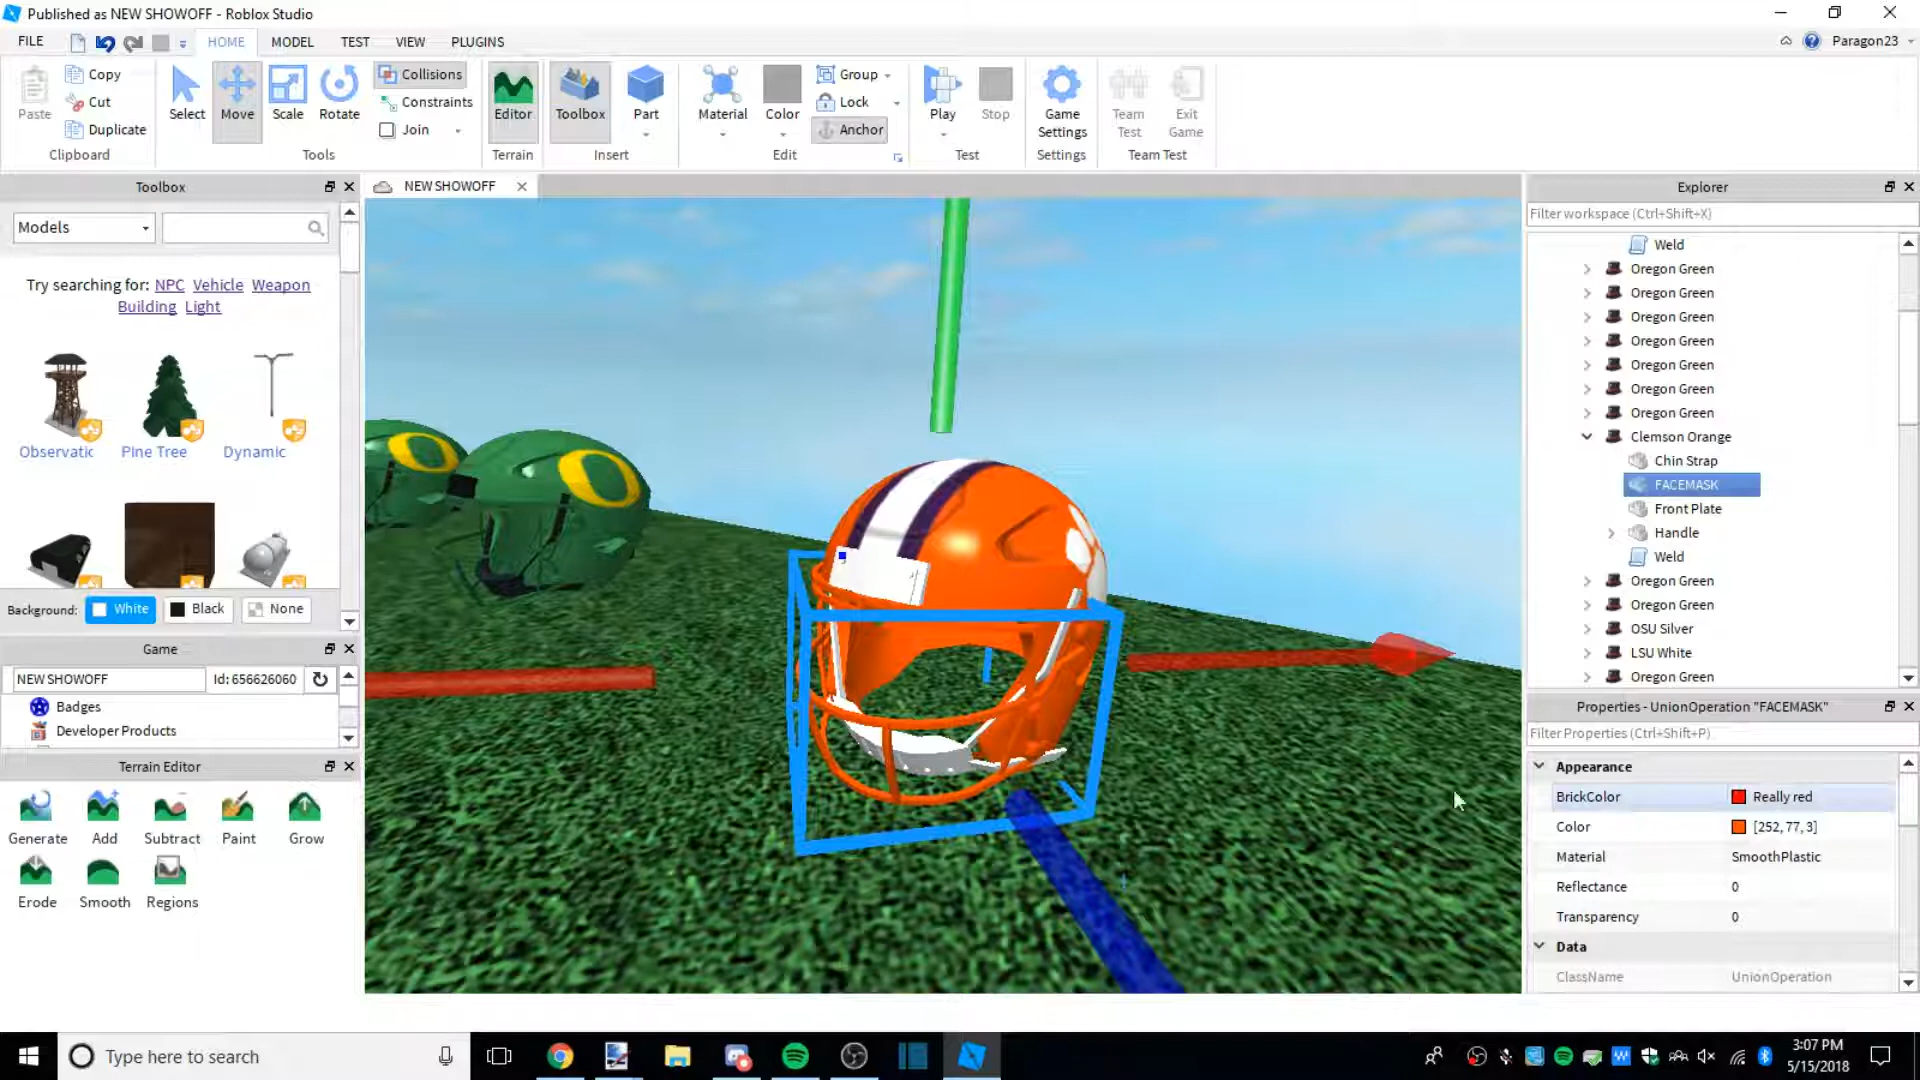 Published as NEW SHOWOFF - Roblox Studio
FILE HOME MODEL TEST VIEW PLUGINS Paragon23
Paste Copy Cut Duplicate Clipboard
Select Move Scale Rotate Collisions Constraints Join Tools
Editor Terrain
Toolbox Part Insert
Material Color Group Lock Anchor Edit
Play Stop Test
Game Settings Settings
Team Test Exit Game Team Test
Toolbox
Models
Try searching for: NPC Vehicle Weapon
Building Light
Observatic Pine Tree Dynamic
Background: White Black None
Game
NEW SHOWOFF Id: 656626060
Badges
Developer Products
Terrain Editor
Generate Add Subtract Paint Grow
Erode Smooth Regions
NEW SHOWOFF
Explorer
Filter workspace (Ctrl+Shift+X)
Weld
Oregon Green
Oregon Green
Oregon Green
Oregon Green
Oregon Green
Oregon Green
Oregon Green
Clemson Orange
Chin Strap
FACEMASK
Front Plate
Handle
Weld
Oregon Green
Oregon Green
OSU Silver
LSU White
Oregon Green
Properties - UnionOperation "FACEMASK"
Filter Properties (Ctrl+Shift+P)
Appearance
BrickColor Really red
Color [252, 77, 3]
Material SmoothPlastic
Reflectance 0
Transparency 0
Data
ClassName UnionOperation
Type here to search
3:07 PM
5/15/2018